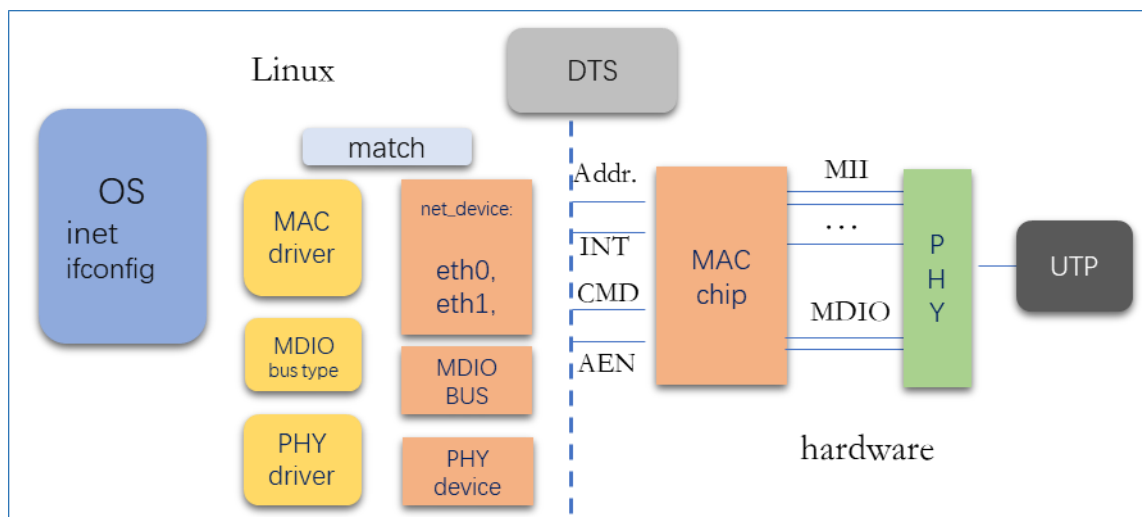 Linux
DTS
match
OS
inet
ifconfig
MAC
driver
net_device:
eth0,
eth1,
MDIO
bus type
MDIO
BUS
PHY
driver
PHY
device
Addr.
INT
CMD
AEN
MAC
chip
MII
...
MDIO
P
H
Y
UTP
hardware